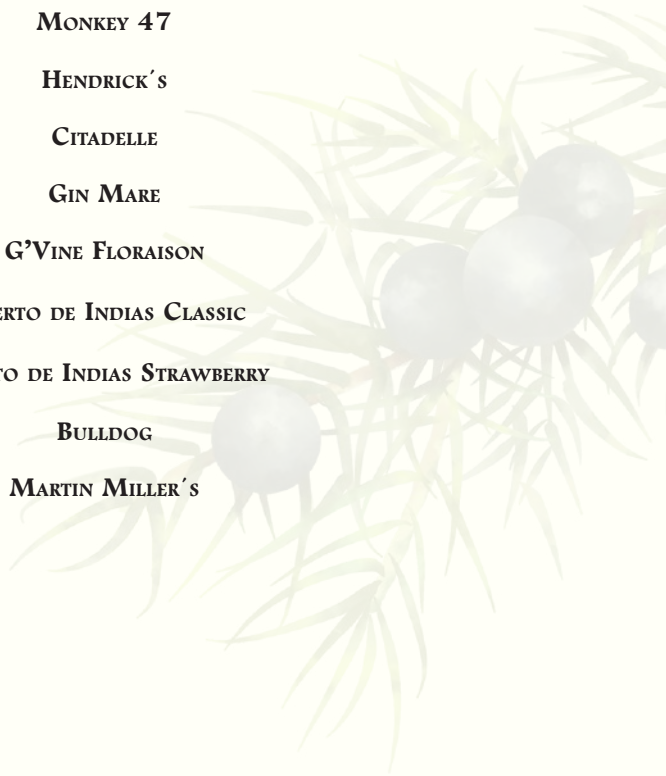 Monkey 47
Hendrick´s
Citadelle
Gin Mare
G'Vine Floraison
de Indias Classic
de Indias Strawberry
Bulldog
Martin Miller´s